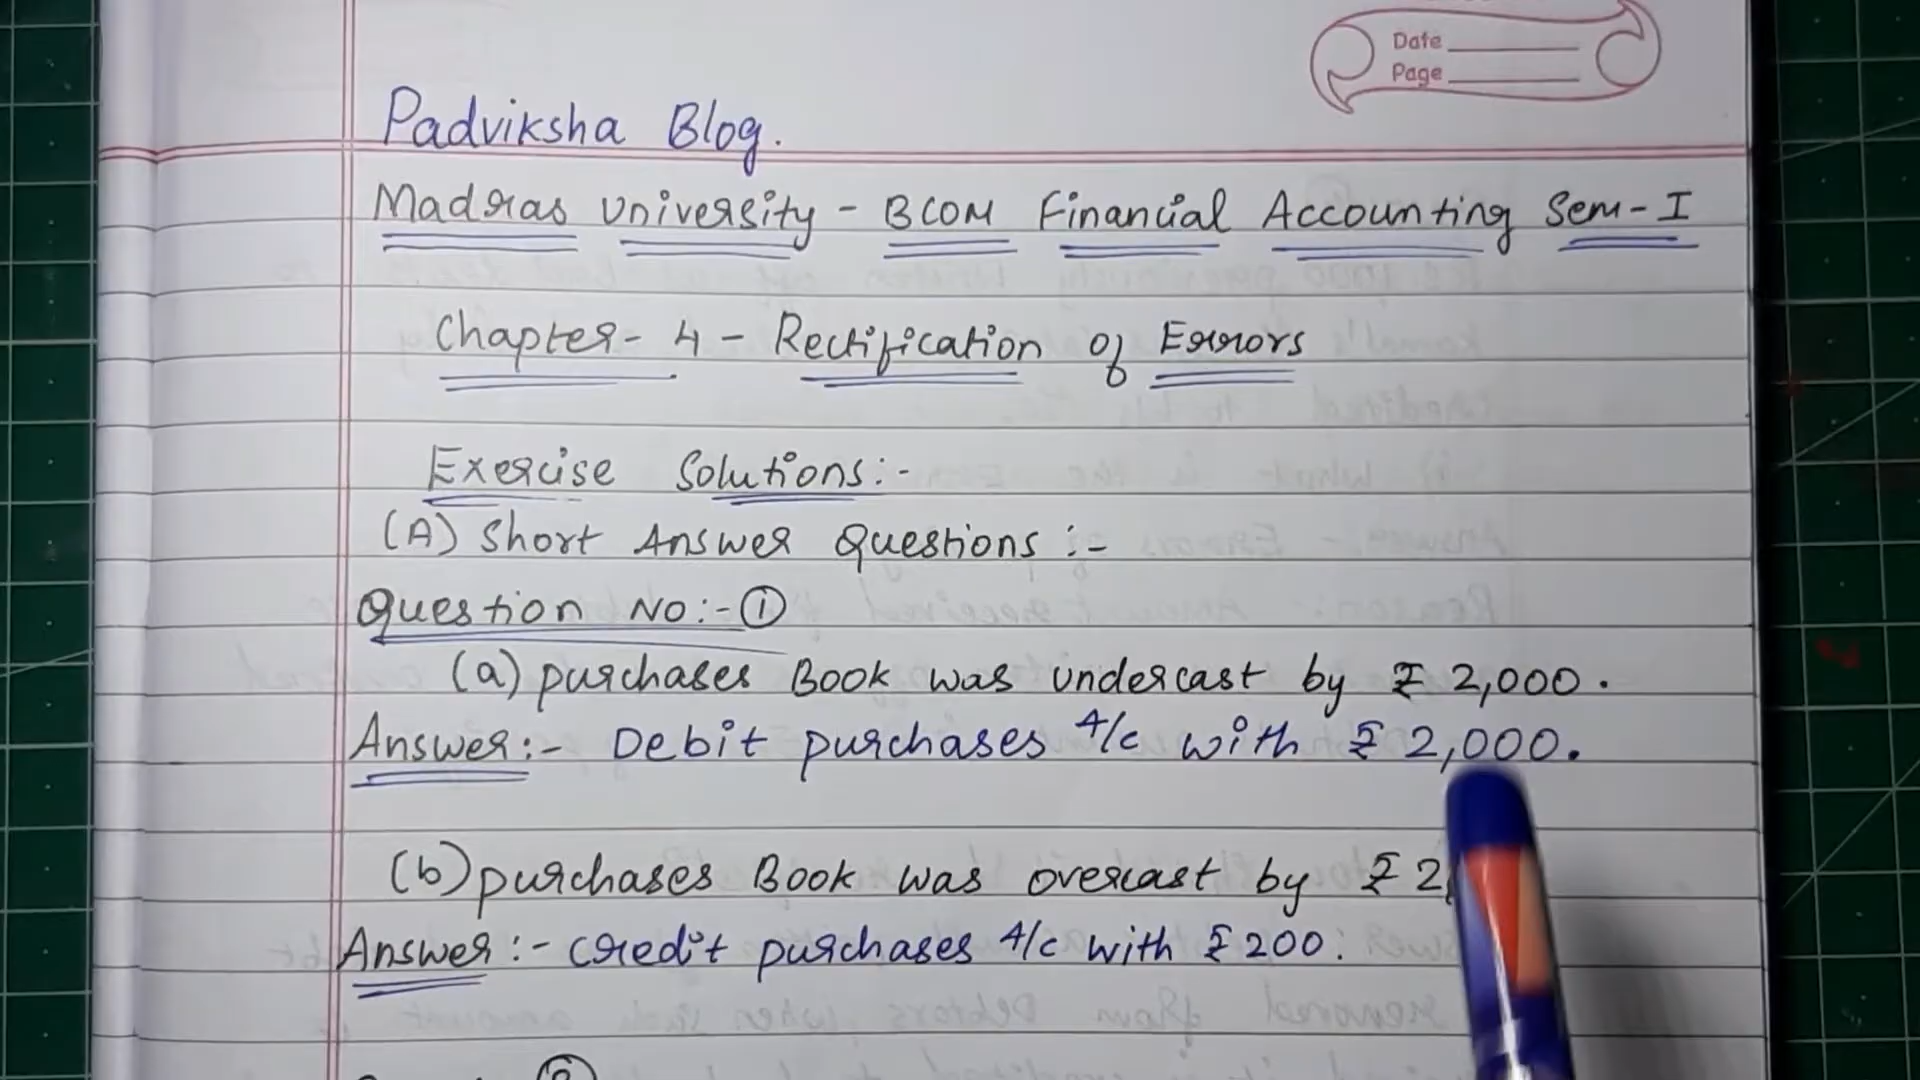 Date
Page
Padviksha Blog.
Madras University - BCOM Financial Accounting Sem-I
Chapter- 4 - Rectification of Errors
Exercise Solutions:-
(A) Short Answer Questions :-
Question No:- ①
(a) purchases Book was undercast by ₹ 2,000.
Answer:- Debit purchases A/c with ₹ 2,000.
(b) purchases Book was overcast by ₹ 2
Answer:- credit purchases A/c with ₹ 200.